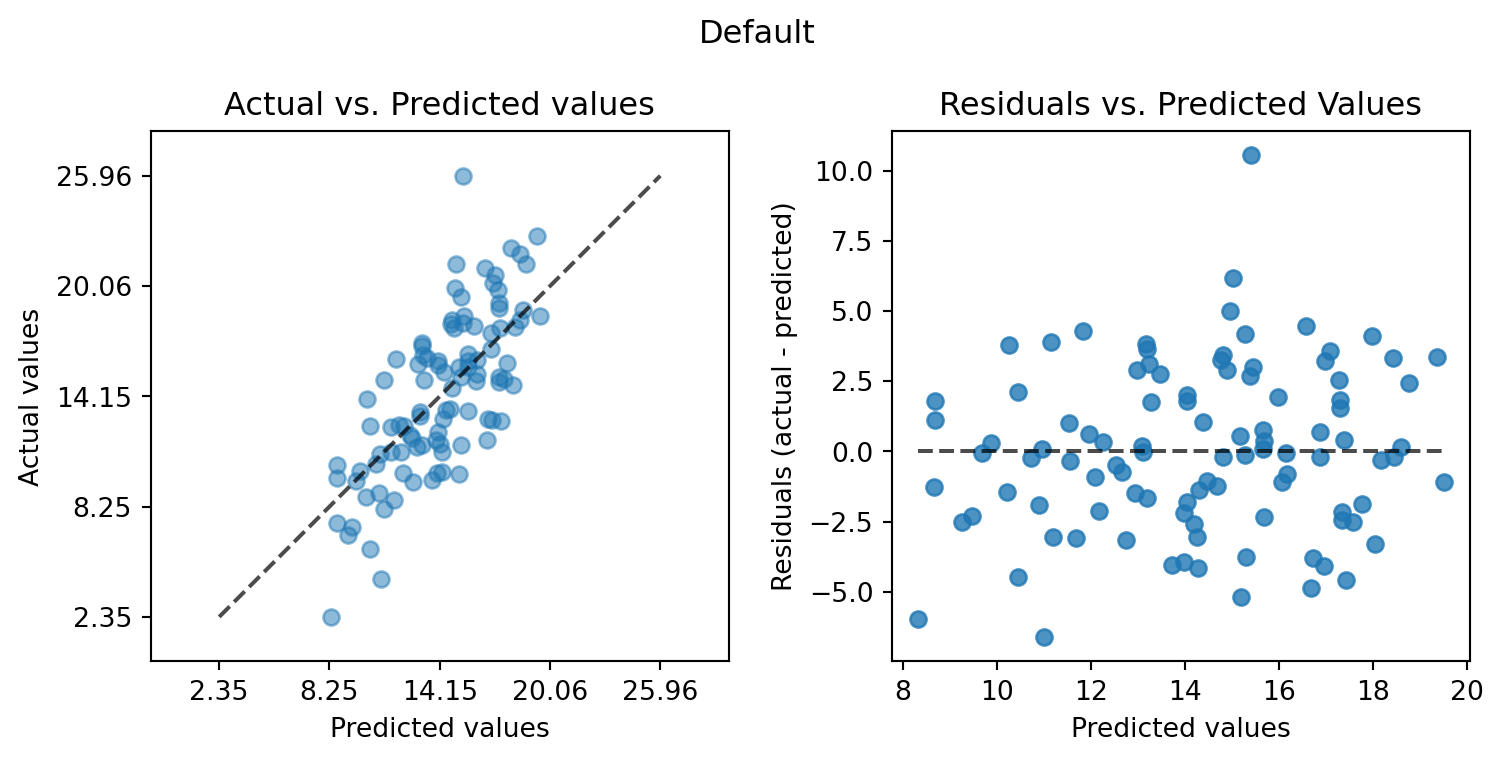 Default
Actual vs. Predicted values
Actual values
25.96
20.06
14.15
8.25
2.35
2.35 8.25 14.15 20.06 25.96
Predicted values
Residuals vs. Predicted Values
Residuals (actual - predicted)
10.0
7.5
5.0
2.5
0.0
−2.5
−5.0
8 10 12 14 16 18 20
Predicted values